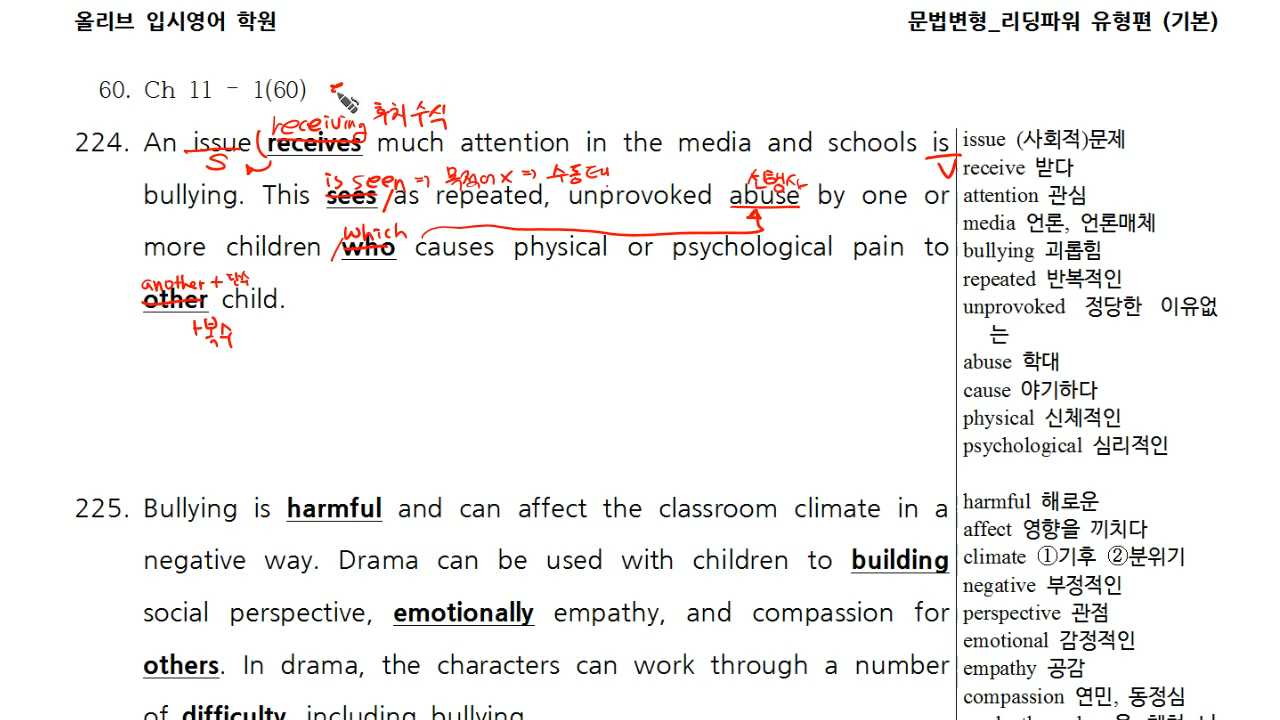 올리브 입시영어 학원
문법변형_리딩파워 유형편 (기본)
60. Ch 11 - 1(60)
receiving 후치수식
224. An issue receives much attention in the media and schools is
S
V
is seen => 목적어 X => 수동태
선행사
bullying. This sees as repeated, unprovoked abuse by one or
which
more children who causes physical or psychological pain to
another + 단수
other child.
+복수
issue (사회적)문제
receive 받다
attention 관심
media 언론, 언론매체
bullying 괴롭힘
repeated 반복적인
unprovoked 정당한 이유없
는
abuse 학대
cause 야기하다
physical 신체적인
psychological 심리적인
225. Bullying is harmful and can affect the classroom climate in a
negative way. Drama can be used with children to building
social perspective, emotionally empathy, and compassion for
others. In drama, the characters can work through a number
of difficulty, including bullying.
harmful 해로운
affect 영향을 끼치다
climate ①기후 ②분위기
negative 부정적인
perspective 관점
emotional 감정적인
empathy 공감
compassion 연민, 동정심